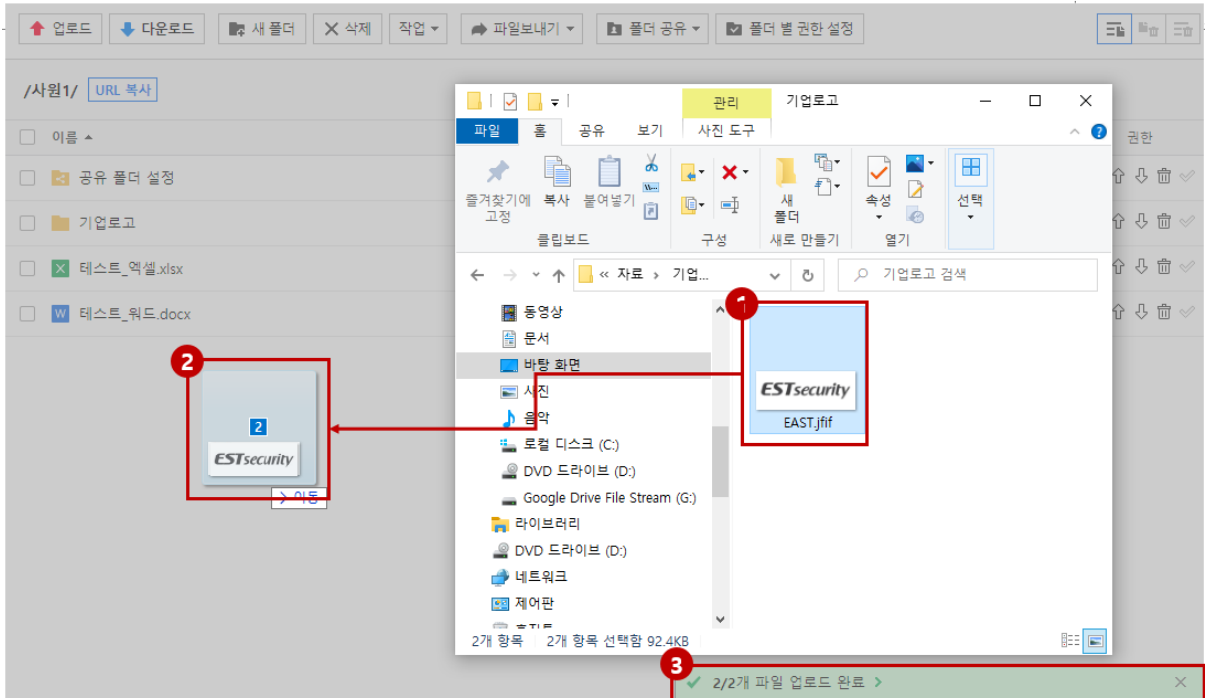 업로드 다운로드 새 폴더 삭제 작업 파일보내기 폴더 공유 폴더 별 권한 설정
/사원1/ URL 복사
이름 권한
공유 폴더 설정
기업로고
테스트_엑셀.xlsx
테스트_워드.docx
관리 기업로고
파일 홈 공유 보기 사진 도구
즐겨찾기에 고정 복사 붙여넣기 새 폴더 속성 선택
클립보드 구성 새로 만들기 열기
« 자료 › 기업... 기업로고 검색
동영상
문서
바탕 화면
사진
음악
로컬 디스크 (C:)
DVD 드라이브 (D:)
Google Drive File Stream (G:)
라이브러리
DVD 드라이브 (D:)
네트워크
제어판
1
ESTsecurity
EAST.jfif
2
2
ESTsecurity
이동
2개 항목 2개 항목 선택함 92.4KB
3
2/2개 파일 업로드 완료 >